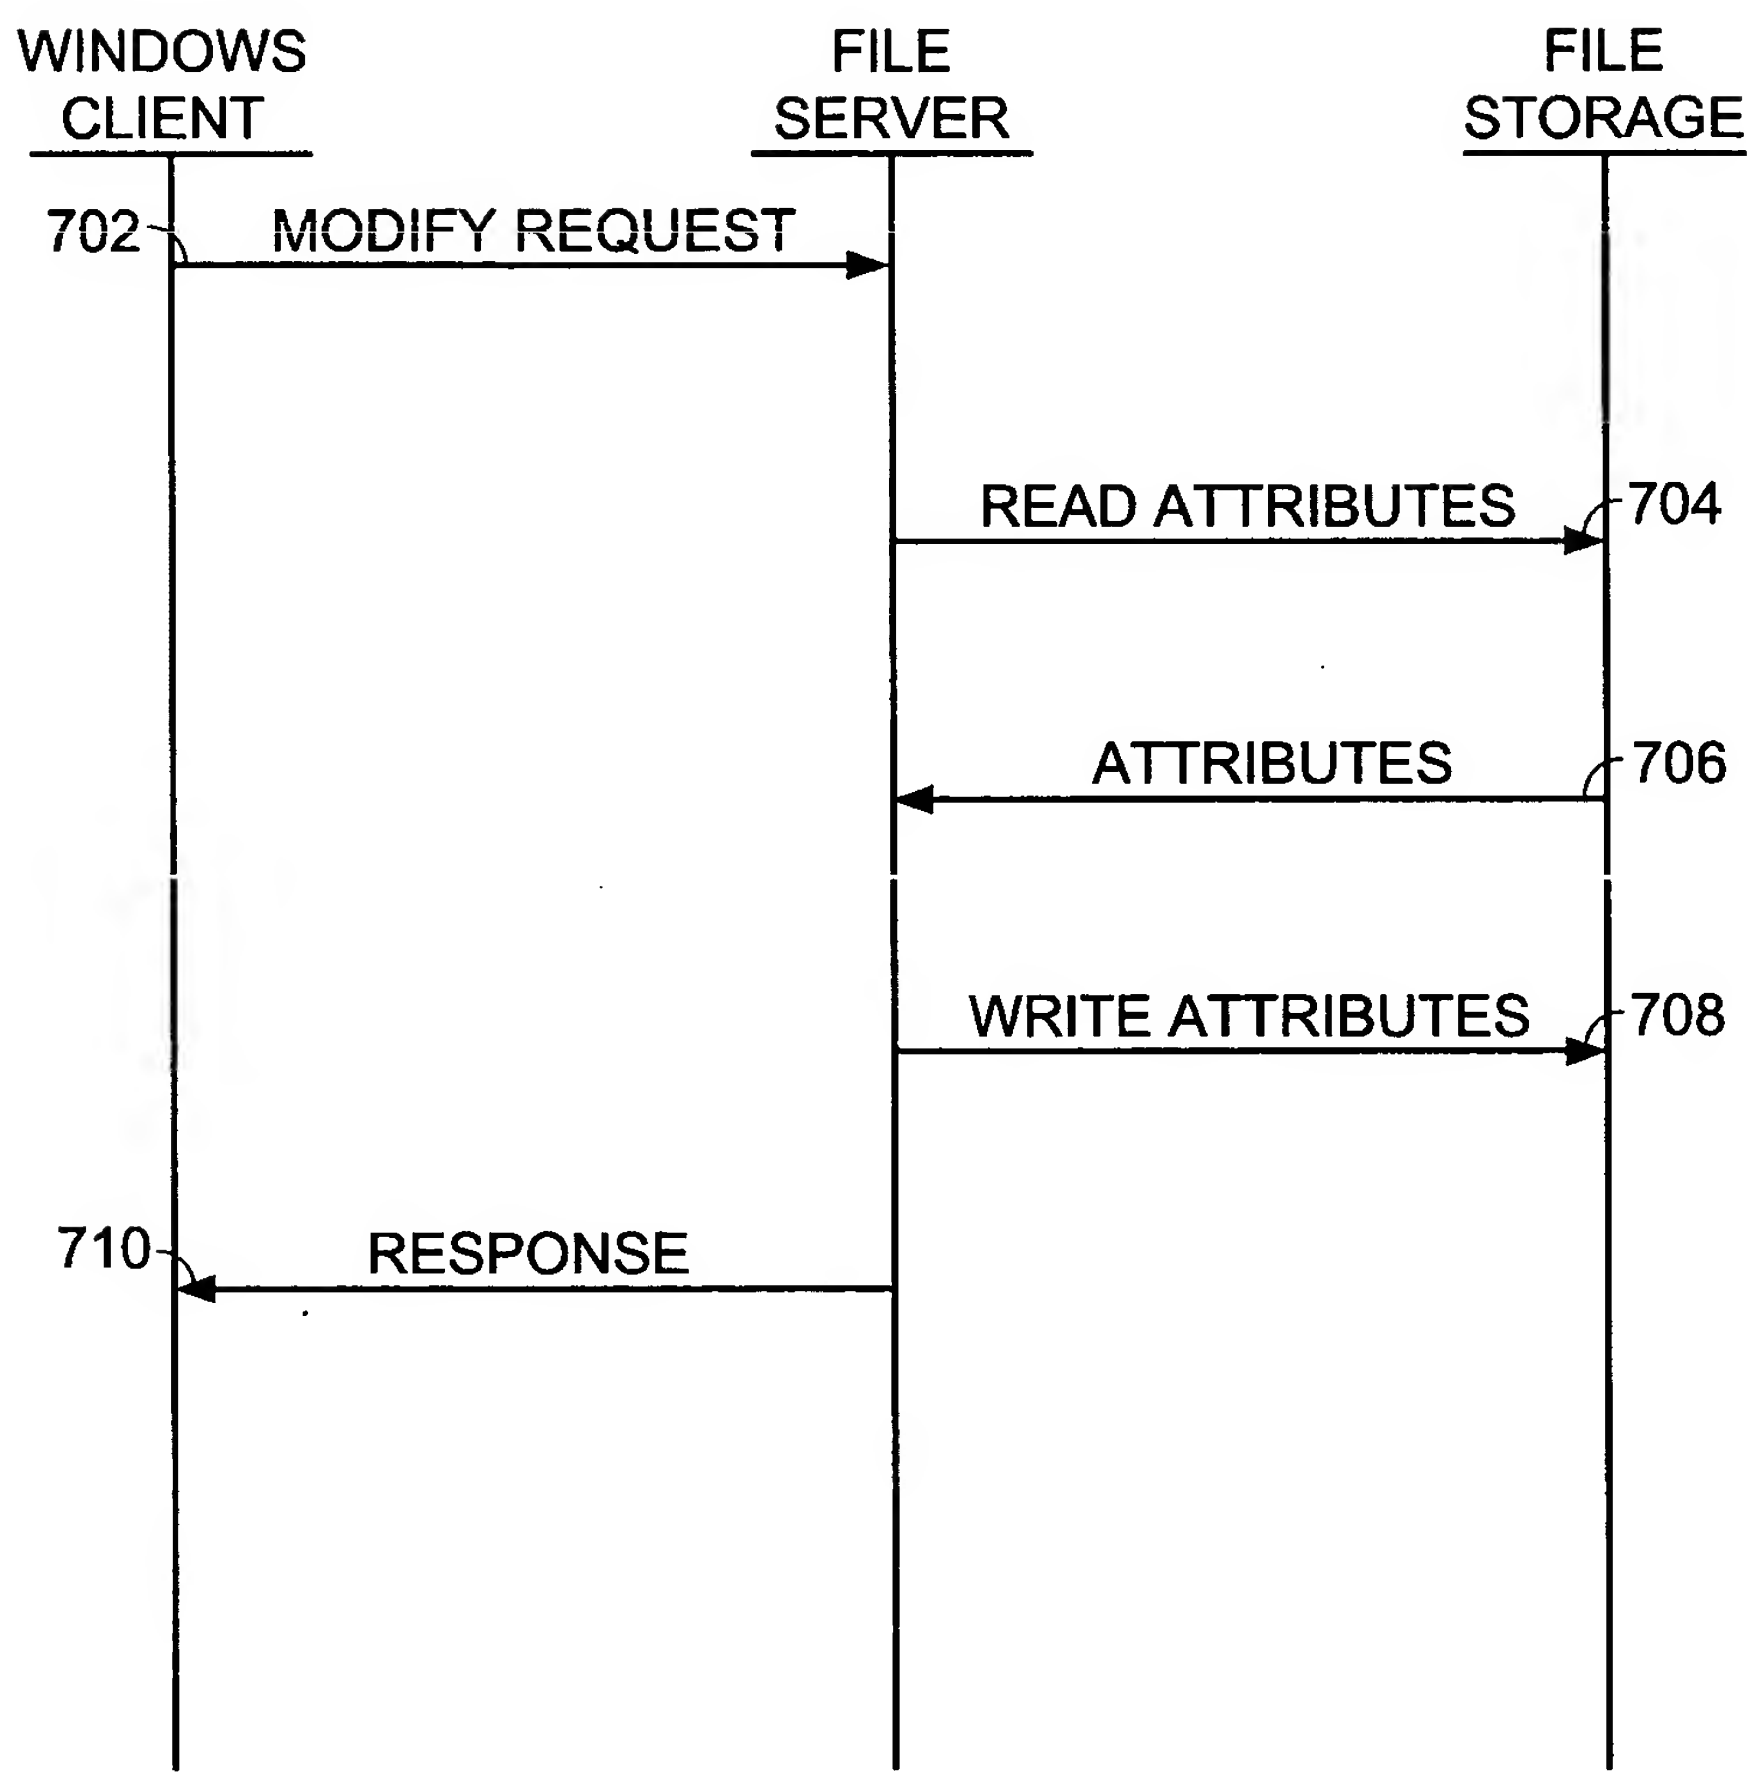 WINDOWS
CLIENT
FILE
SERVER
FILE
STORAGE
702
MODIFY REQUEST
READ ATTRIBUTES
704
ATTRIBUTES
706
WRITE ATTRIBUTES
708
710
RESPONSE